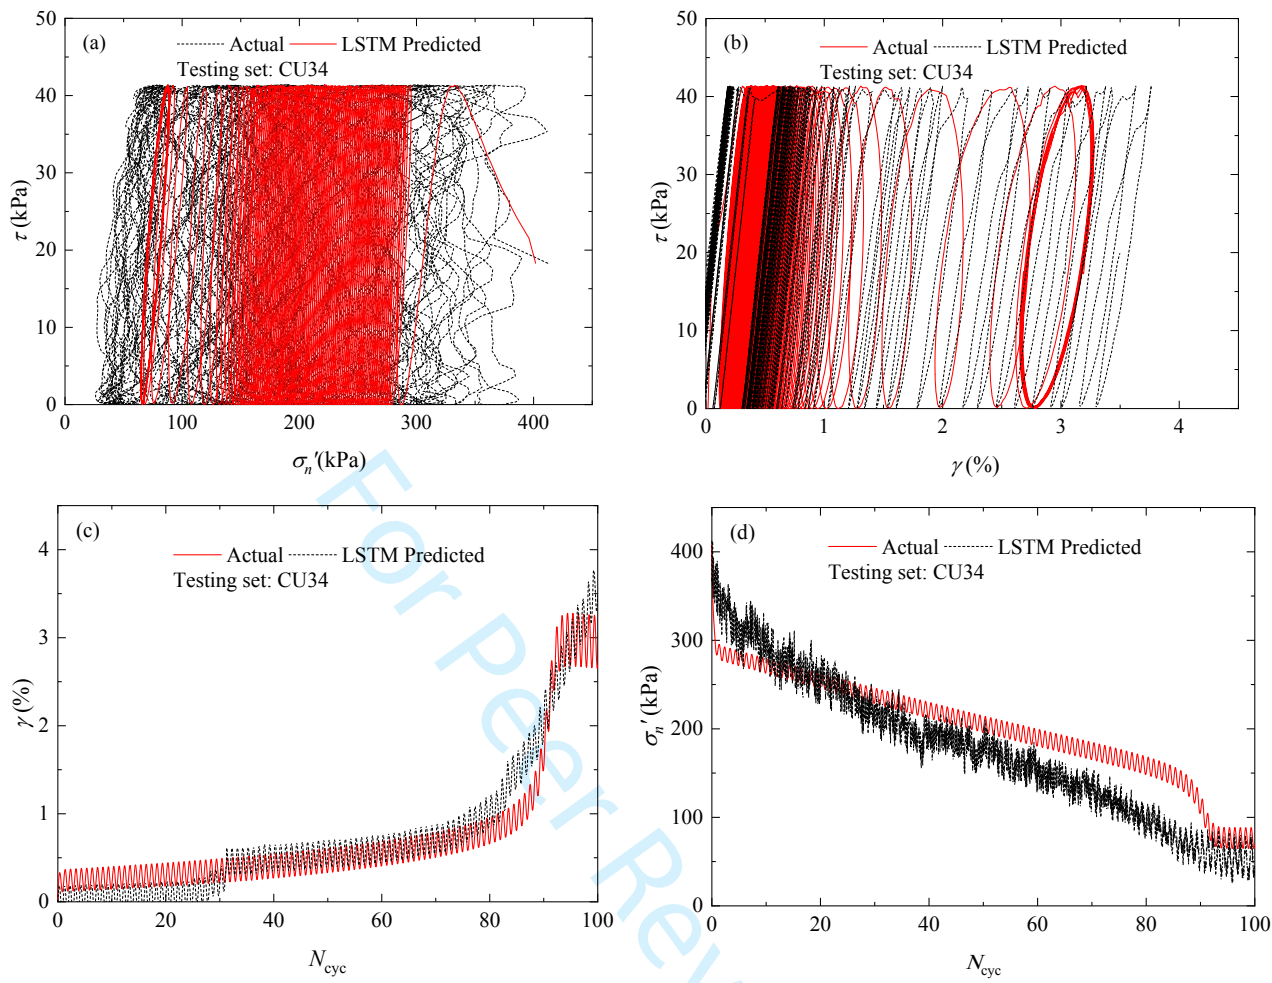 (a)
Actual LSTM Predicted
Testing set: CU34
50
40
30
20
10
0
τ (kPa)
0 100 200 300 400
σn′(kPa)
(b)
Actual LSTM Predicted
Testing set: CU34
50
40
30
20
10
0
τ (kPa)
0 1 2 3 4
γ (%)
(c)
Actual LSTM Predicted
Testing set: CU34
4
3
2
1
0
γ (%)
0 20 40 60 80 100
Ncyc
(d)
Actual LSTM Predicted
Testing set: CU34
400
300
200
100
0
σn′ (kPa)
0 20 40 60 80 100
Ncyc
For Peer Rev